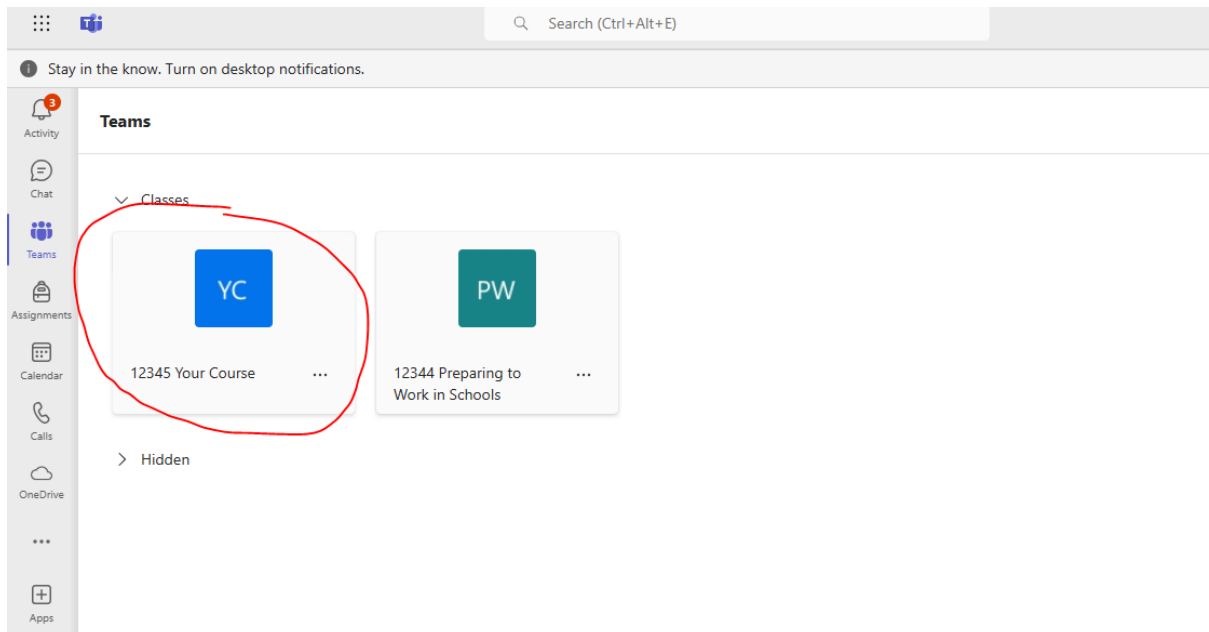 Search (Ctrl+Alt+E)
Stay in the know. Turn on desktop notifications.
3
Activity
Chat
Teams
Assignments
Calendar
Calls
OneDrive
Apps
Teams
Classes
YC
12345 Your Course
PW
12344 Preparing to
Work in Schools
Hidden